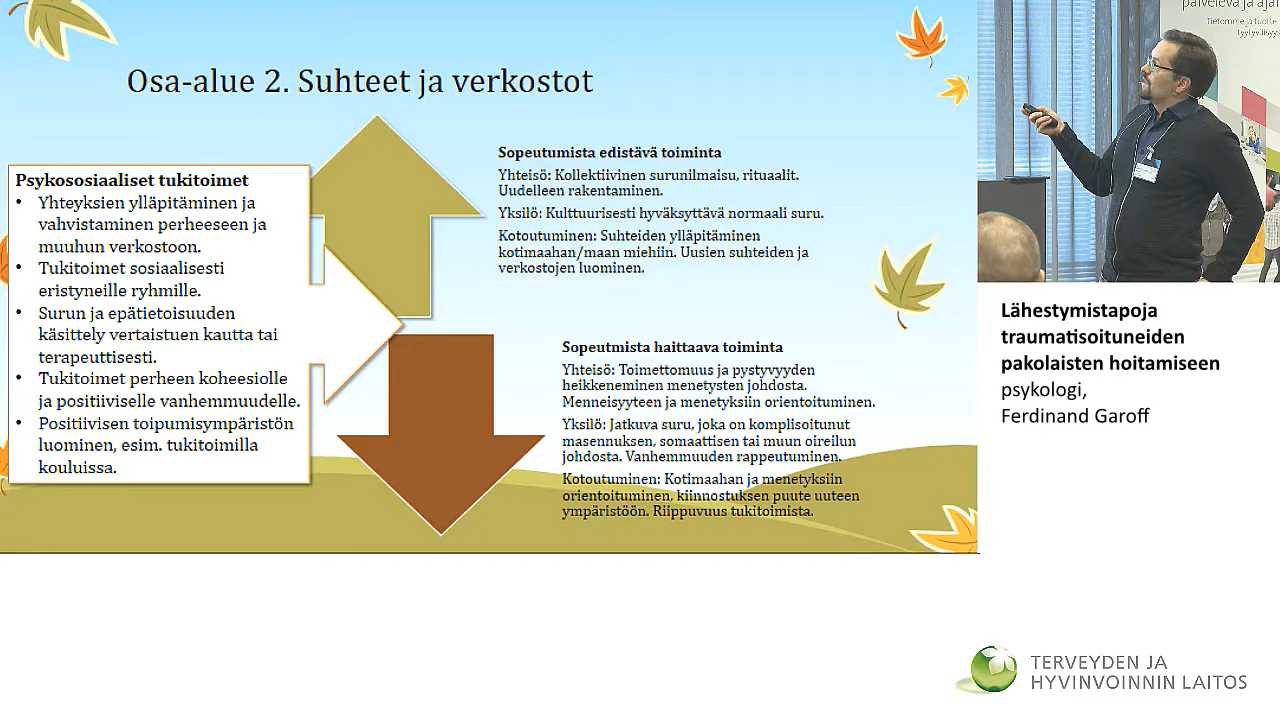 Osa-alue 2. Suhteet ja verkostot
Psykososiaaliset tukitoimet
• Yhteyksien ylläpitäminen ja
vahvistaminen perheeseen ja
muuhun verkostoon.
• Tukitoimet sosiaalisesti
eristyneille ryhmille.
• Surun ja epätietoisuuden
käsittely vertaistuen kautta tai
terapeuttisesti.
• Tukitoimet perheen koheesiolle
ja positiiviselle vanhemmuudelle.
• Positiivisen toipumisympäristön
luominen, esim. tukitoimilla
kouluissa.
Sopeutumista edistävä toiminta
Yhteisö: Kollektiivinen surunilmaisu, rituaalit.
Uudelleen rakentaminen.
Yksilö: Kulttuurisesti hyväksyttävä normaali suru.
Kotoutuminen: Suhteiden ylläpitäminen
kotimaahan/maan miehiin. Uusien suhteiden ja
verkostojen luominen.
Sopeutmista haittaava toiminta
Yhteisö: Toimettomuus ja pystyvyyden
heikkeneminen menetysten johdosta.
Menneisyyteen ja menetyksiin orientoituminen.
Yksilö: Jatkuva suru, joka on komplisoitunut
masennuksen, somaattisen tai muun oireilun
johdosta. Vanhemmuuden rappeutuminen.
Kotoutuminen: Kotimaahan ja menetyksiin
orientoituminen, kiinnostuksen puute uuteen
ympäristöön. Riippuvuus tukitoimista.
palveleva ja
Tietomme ja tuotte
Lähestymistapoja
traumatisoituneiden
pakolaisten hoitamiseen
psykologi,
Ferdinand Garoff
TERVEYDEN JA
HYVINVOINNIN LAITOS